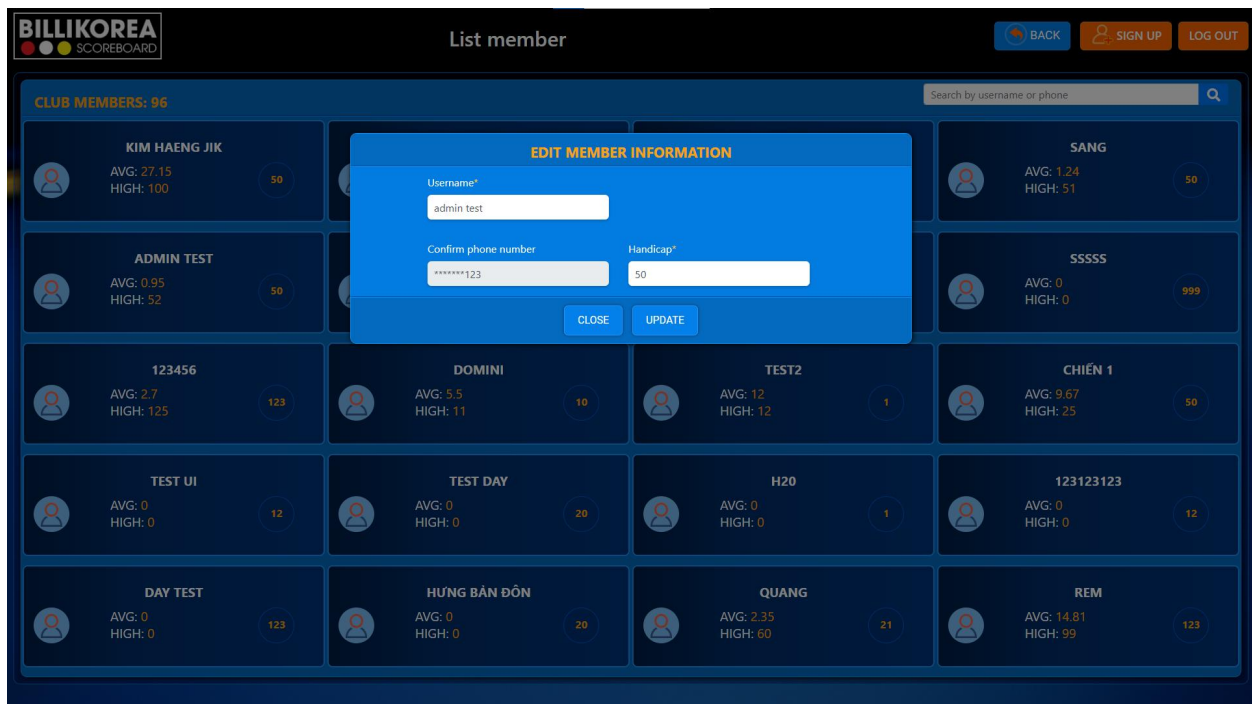 BILLIKOREA
SCOREBOARD
List member
BACK
SIGN UP
LOG OUT
CLUB MEMBERS: 96
Search by username or phone
KIM HAENG JIK
AVG: 27.15
HIGH: 100
50
SANG
AVG: 1.24
HIGH: 51
50
EDIT MEMBER INFORMATION
Username*
admin test
Confirm phone number
Handicap*
*******123
50
CLOSE
UPDATE
ADMIN TEST
AVG: 0.95
HIGH: 52
50
SSSSS
AVG: 0
HIGH: 0
999
123456
AVG: 2.7
HIGH: 125
123
DOMINI
AVG: 5.5
HIGH: 11
10
TEST2
AVG: 12
HIGH: 12
1
CHIẾN 1
AVG: 9.67
HIGH: 25
50
TEST UI
AVG: 0
HIGH: 0
12
TEST DAY
AVG: 0
HIGH: 0
20
H20
AVG: 0
HIGH: 0
1
123123123
AVG: 0
HIGH: 0
12
DAY TEST
AVG: 0
HIGH: 0
123
HƯNG BẢN ĐÔN
AVG: 0
HIGH: 0
20
QUANG
AVG: 2.35
HIGH: 60
21
REM
AVG: 14.81
HIGH: 99
123